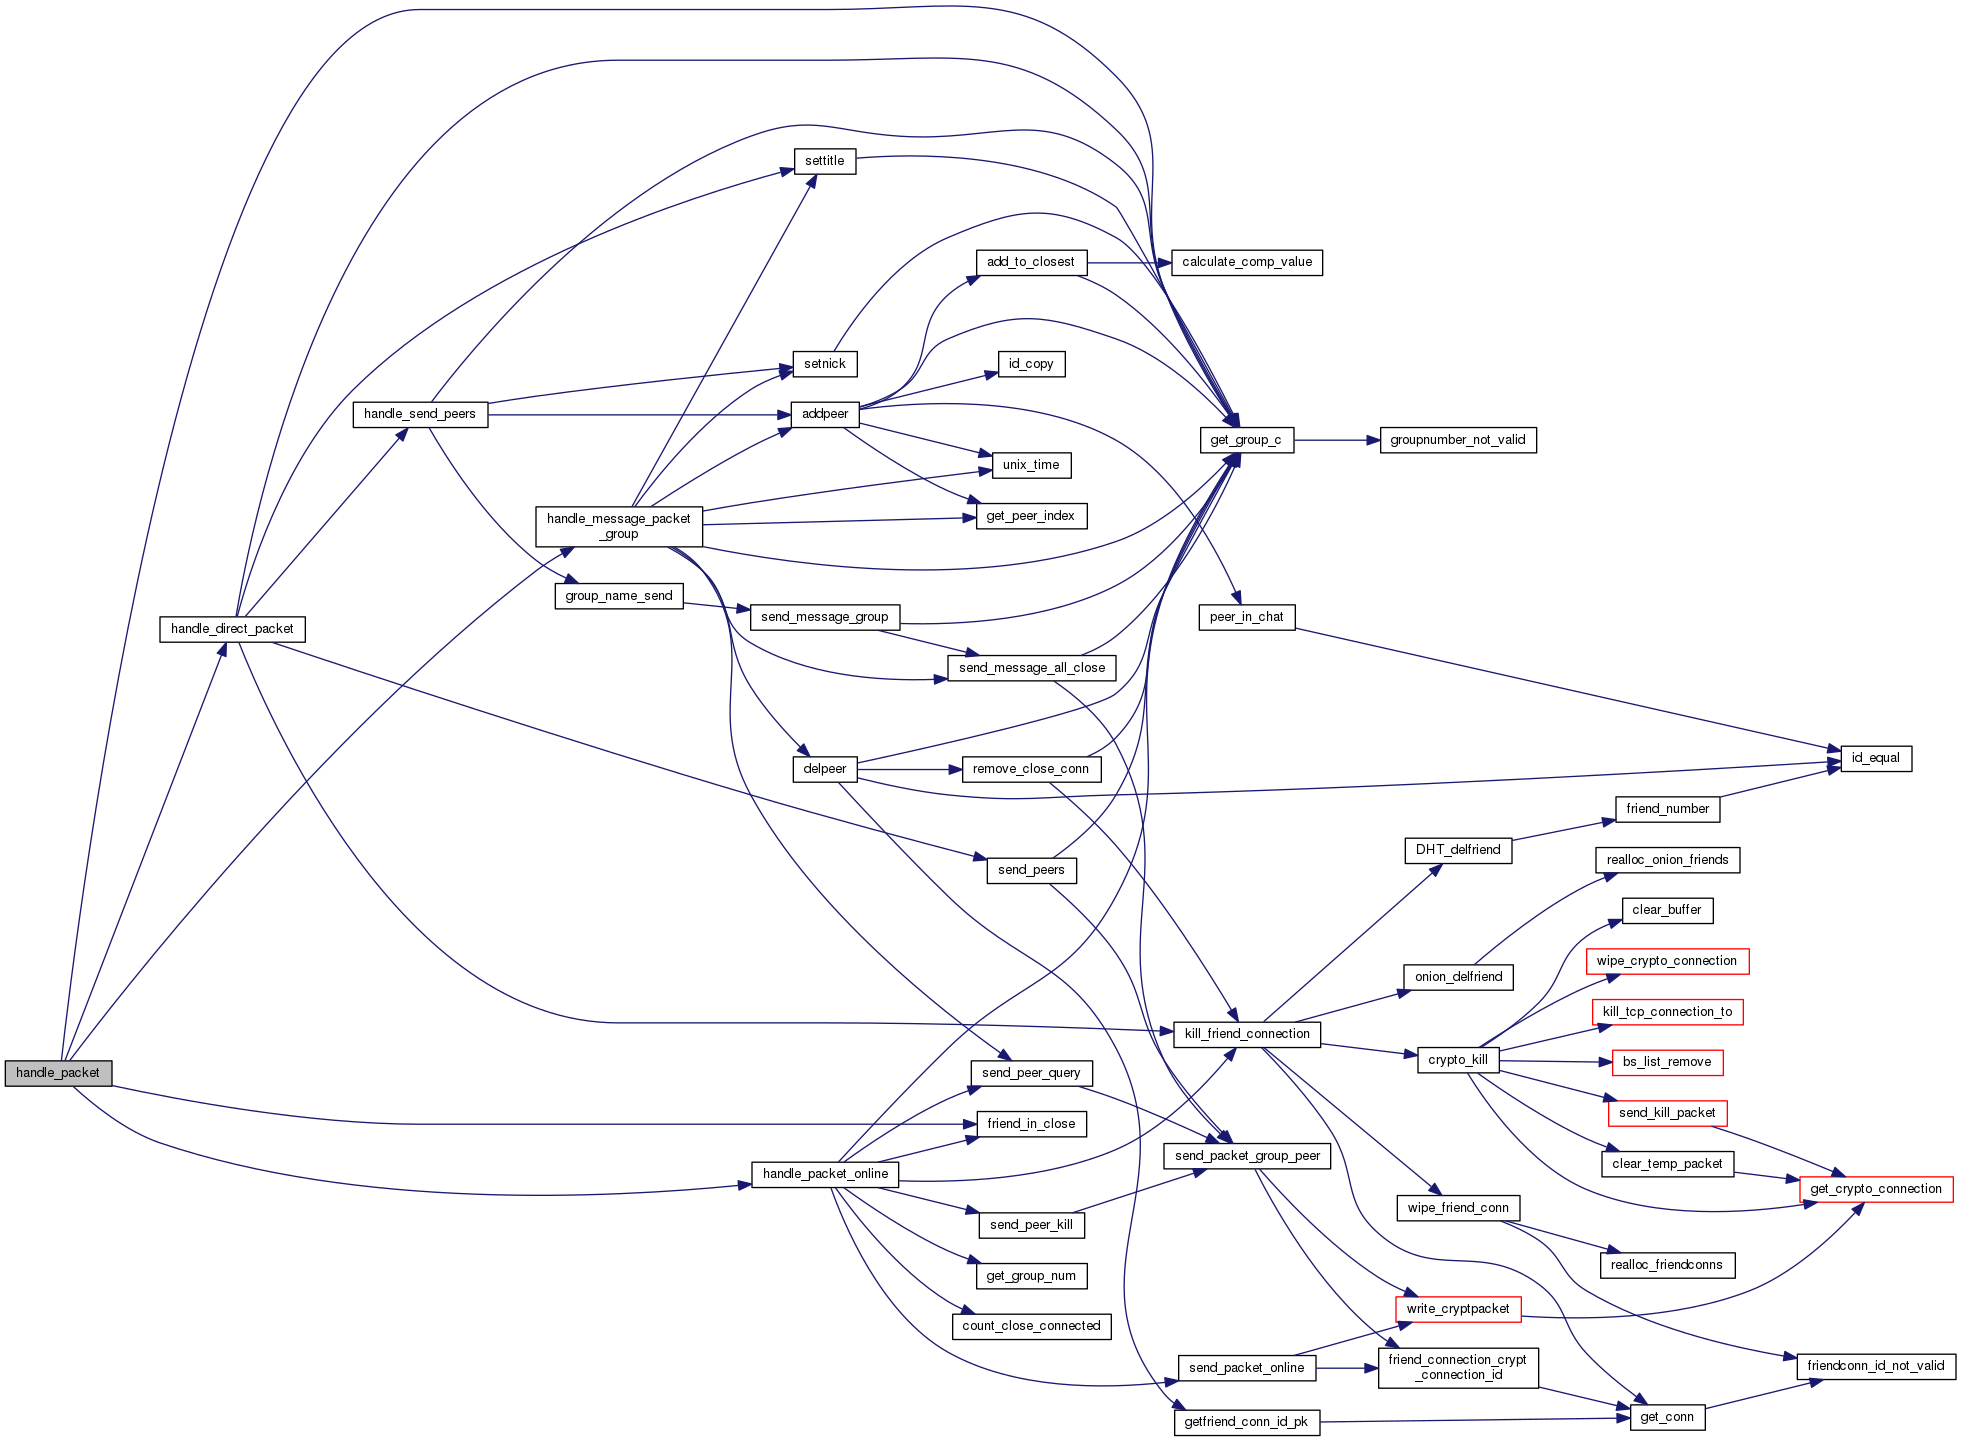 settitle
add_to_closest
calculate_comp_value
setnick
id_copy
handle_send_peers
addpeer
get_group_c
groupnumber_not_valid
unix_time
handle_message_packet
_group
get_peer_index
group_name_send
send_message_group
peer_in_chat
handle_direct_packet
send_message_all_close
id_equal
delpeer
remove_close_conn
friend_number
DHT_delfriend
realloc_onion_friends
send_peers
clear_buffer
wipe_crypto_connection
onion_delfriend
kill_tcp_connection_to
kill_friend_connection
crypto_kill
bs_list_remove
handle_packet
send_peer_query
send_kill_packet
friend_in_close
send_packet_group_peer
clear_temp_packet
handle_packet_online
get_crypto_connection
wipe_friend_conn
send_peer_kill
realloc_friendconns
get_group_num
write_cryptpacket
count_close_connected
friend_connection_crypt
_connection_id
send_packet_online
friendconn_id_not_valid
get_conn
getfriend_conn_id_pk